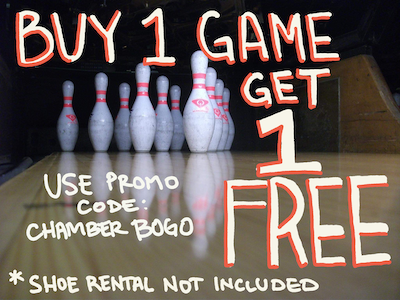 BUY 1 GAME
GET
1
FREE
USE PROMO
CODE:
CHAMBER BOGO
* SHOE RENTAL NOT INCLUDED